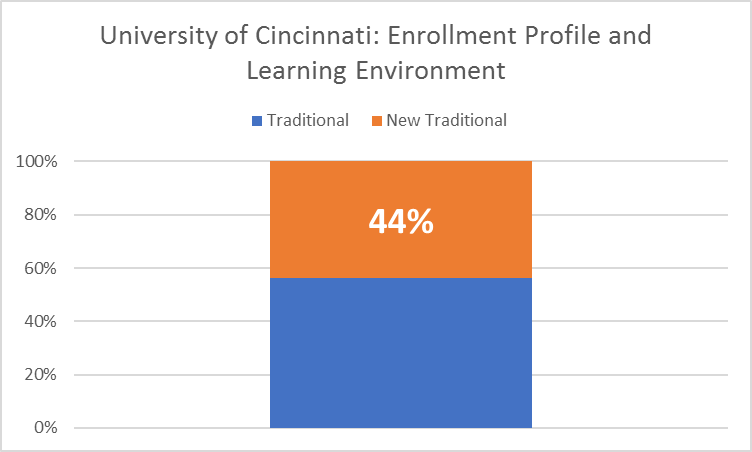 University of Cincinnati: Enrollment Profile and
Learning Environment
Traditional New Traditional
100%
80%
60%
40%
20%
0%
44%